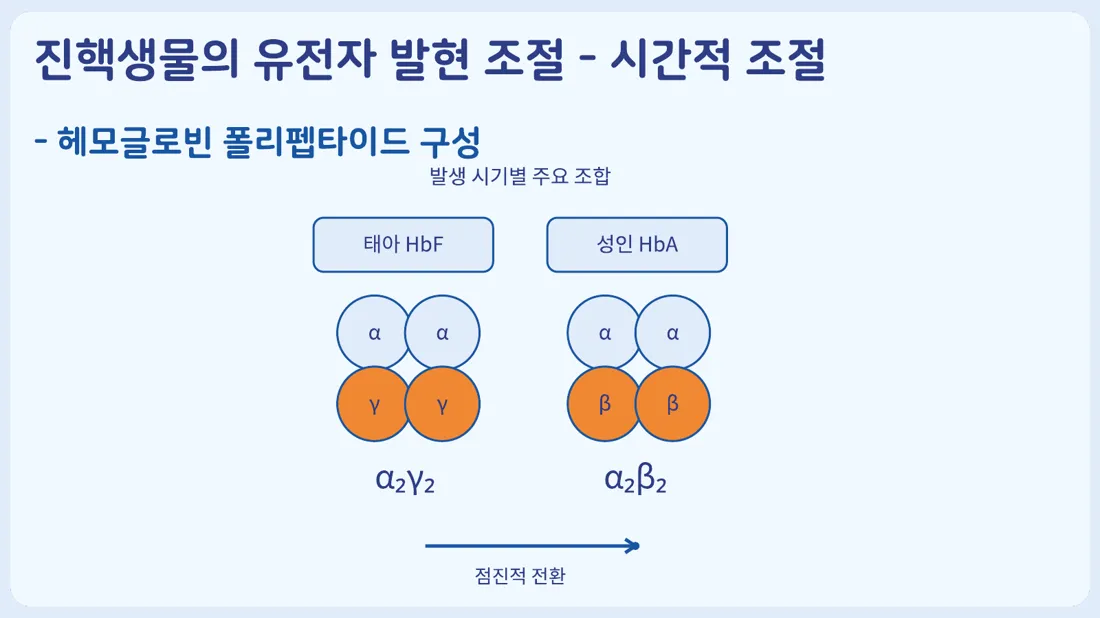 진핵생물의 유전자 발현 조절 - 시간적 조절
- 헤모글로빈 폴리펩타이드 구성
발생 시기별 주요 조합
태아 HbF 성인 HbA
α α α α
γ γ β β
α₂γ₂ α₂β₂
점진적 전환